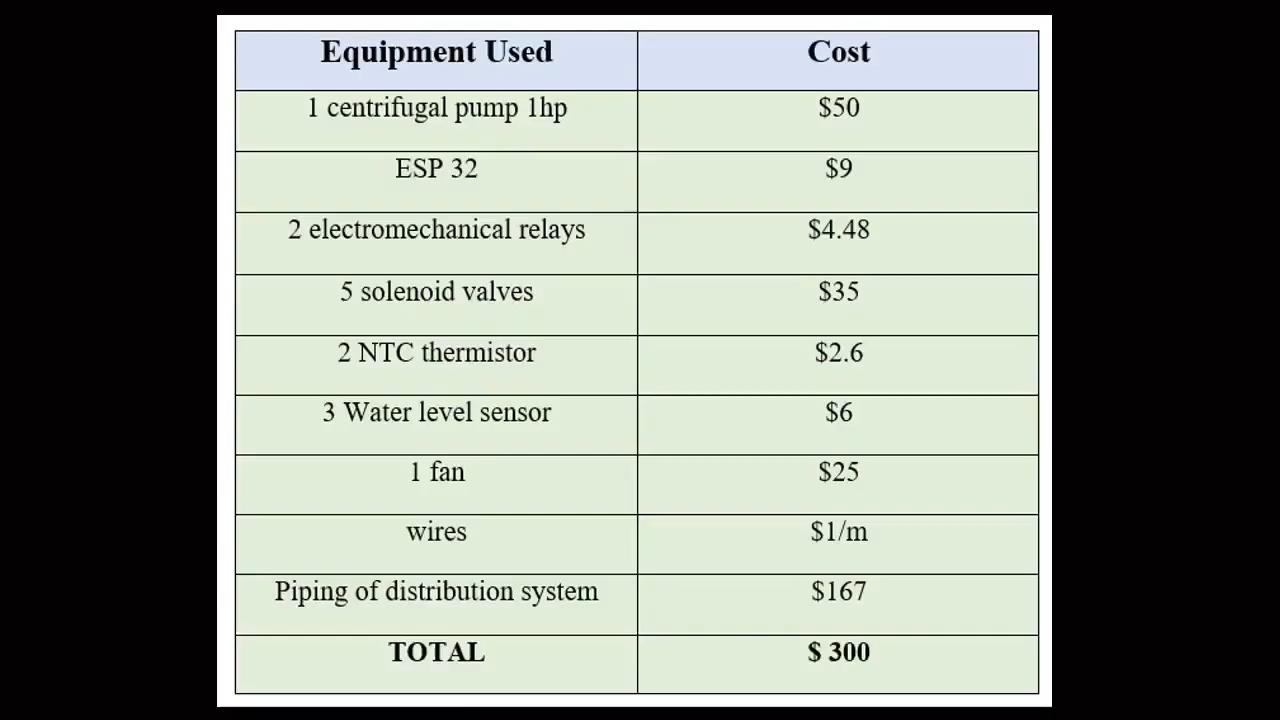 Equipment Used Cost
1 centrifugal pump 1hp $50
ESP 32 $9
2 electromechanical relays $4.48
5 solenoid valves $35
2 NTC thermistor $2.6
3 Water level sensor $6
1 fan $25
wires $1/m
Piping of distribution system $167
TOTAL $ 300